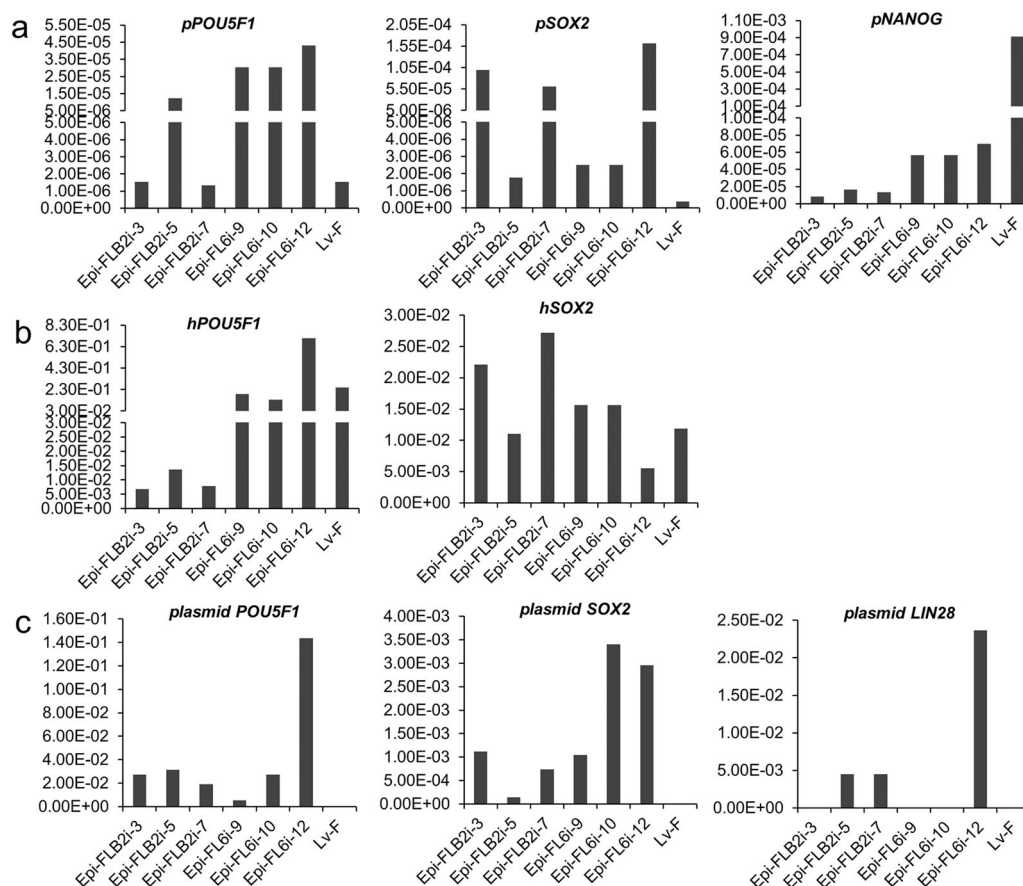 a
pPOU5F1
5.50E-05
4.50E-05
3.50E-05
2.50E-05
1.50E-05
5.00E-06
5.00E-06
4.00E-06
3.00E-06
2.00E-06
1.00E-06
0.00E+00
Epi-FLB2i-3
Epi-FLB2i-5
Epi-FLB2i-7
Epi-FL6i-9
Epi-FL6i-10
Epi-FL6i-12
Lv-F
pSOX2
2.05E-04
1.55E-04
1.05E-04
5.50E-05
5.00E-06
5.00E-06
4.00E-06
3.00E-06
2.00E-06
1.00E-06
0.00E+00
Epi-FLB2i-3
Epi-FLB2i-5
Epi-FLB2i-7
Epi-FL6i-9
Epi-FL6i-10
Epi-FL6i-12
Lv-F
pNANOG
1.10E-03
9.00E-04
7.00E-04
5.00E-04
3.00E-04
1.00E-04
1.00E-04
8.00E-05
6.00E-05
4.00E-05
2.00E-05
0.00E+00
Epi-FLB2i-3
Epi-FLB2i-5
Epi-FLB2i-7
Epi-FL6i-9
Epi-FL6i-10
Epi-FL6i-12
Lv-F
b
hPOU5F1
8.30E-01
6.30E-01
4.30E-01
2.30E-01
3.00E-02
3.00E-02
2.50E-02
2.00E-02
1.50E-02
1.00E-02
5.00E-03
0.00E+00
Epi-FLB2i-3
Epi-FLB2i-5
Epi-FLB2i-7
Epi-FL6i-9
Epi-FL6i-10
Epi-FL6i-12
Lv-F
hSOX2
3.00E-02
2.50E-02
2.00E-02
1.50E-02
1.00E-02
5.00E-03
0.00E+00
Epi-FLB2i-3
Epi-FLB2i-5
Epi-FLB2i-7
Epi-FL6i-9
Epi-FL6i-10
Epi-FL6i-12
Lv-F
c
plasmid POU5F1
1.60E-01
1.40E-01
1.20E-01
1.00E-01
8.00E-02
6.00E-02
4.00E-02
2.00E-02
0.00E+00
Epi-FLB2i-3
Epi-FLB2i-5
Epi-FLB2i-7
Epi-FL6i-9
Epi-FL6i-10
Epi-FL6i-12
Lv-F
plasmid SOX2
4.00E-03
3.50E-03
3.00E-03
2.50E-03
2.00E-03
1.50E-03
1.00E-03
5.00E-04
0.00E+00
Epi-FLB2i-3
Epi-FLB2i-5
Epi-FLB2i-7
Epi-FL6i-9
Epi-FL6i-10
Epi-FL6i-12
Lv-F
plasmid LIN28
2.50E-02
2.00E-02
1.50E-02
1.00E-02
5.00E-03
0.00E+00
Epi-FLB2i-3
Epi-FLB2i-5
Epi-FLB2i-7
Epi-FL6i-9
Epi-FL6i-10
Epi-FL6i-12
Lv-F